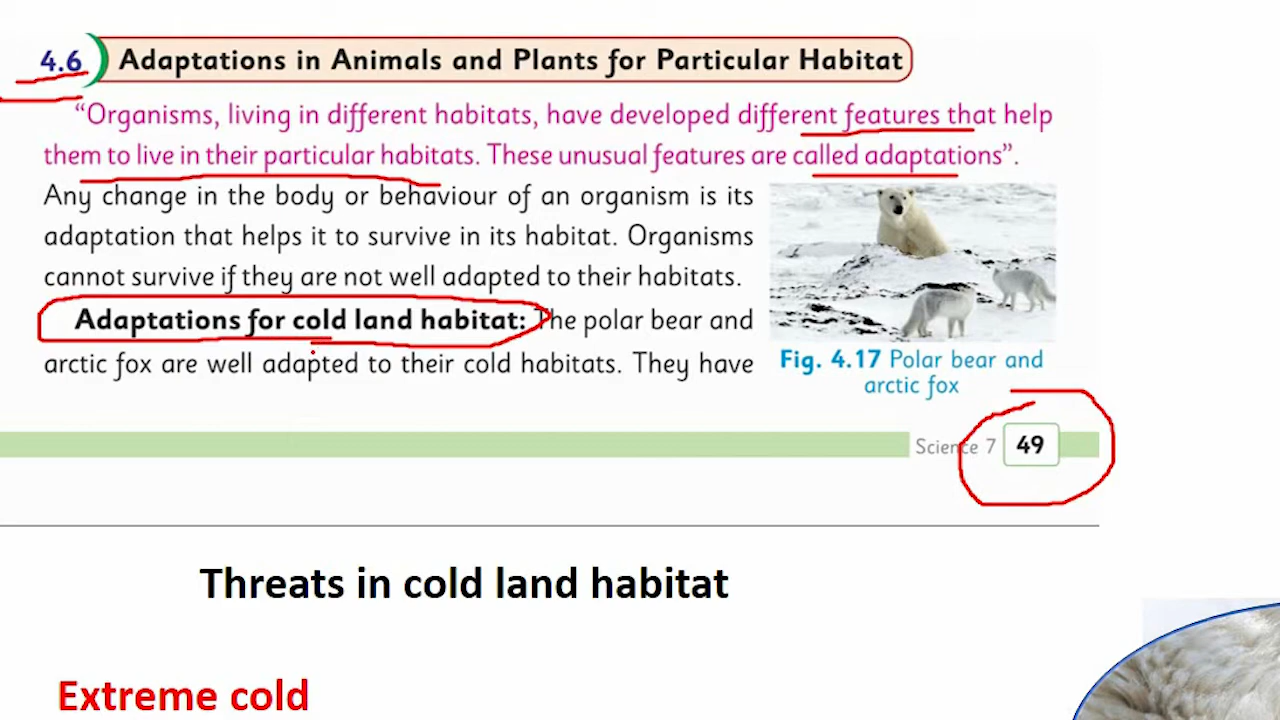 4.6 Adaptations in Animals and Plants for Particular Habitat
“Organisms, living in different habitats, have developed different features that help
them to live in their particular habitats. These unusual features are called adaptations”.
Any change in the body or behaviour of an organism is its
adaptation that helps it to survive in its habitat. Organisms
cannot survive if they are not well adapted to their habitats.
Adaptations for cold land habitat: The polar bear and
arctic fox are well adapted to their cold habitats. They have
Fig. 4.17 Polar bear and
arctic fox
Science 7 49
Threats in cold land habitat
Extreme cold